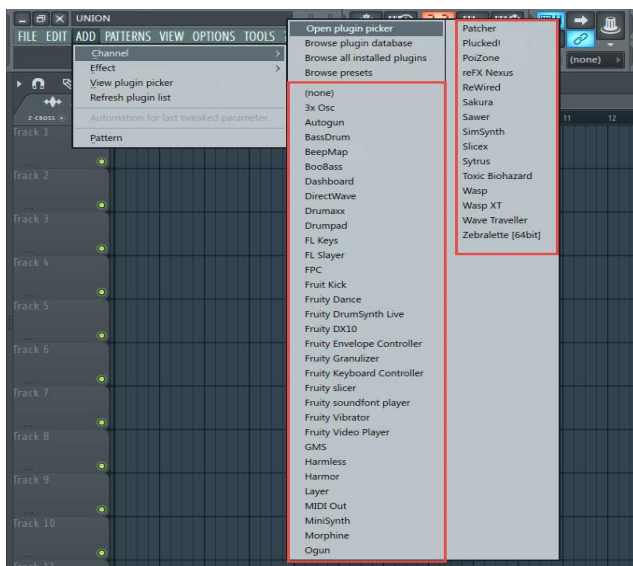 UNION
FILE EDIT ADD PATTERNS VIEW OPTIONS TOOLS
Channel
Effect
View plugin picker
Refresh plugin list
Automation for last tweaked parameter
Pattern
Open plugin picker
Browse plugin database
Browse all installed plugins
Browse presets
(none)
3x Osc
Autogun
BassDrum
BeepMap
BooBass
Dashboard
DirectWave
Drumaxx
Drumpad
FL Keys
FL Slayer
FPC
Fruit Kick
Fruity Dance
Fruity DrumSynth Live
Fruity DX10
Fruity Envelope Controller
Fruity Granulizer
Fruity Keyboard Controller
Fruity slicer
Fruity soundfont player
Fruity Vibrator
Fruity Video Player
GMS
Harmless
Harmor
Layer
MIDI Out
MiniSynth
Morphine
Ogun
Patcher
Plucked!
PoiZone
reFX Nexus
ReWired
Sakura
Sawer
SimSynth
Slicex
Sytrus
Toxic Biohazard
Wasp
Wasp XT
Wave Traveller
Zebralette [64bit]
(none)
11 12
Z-CROSS
Track 1
Track 2
Track 3
Track 4
Track 5
Track 6
Track 7
Track 8
Track 9
Track 10